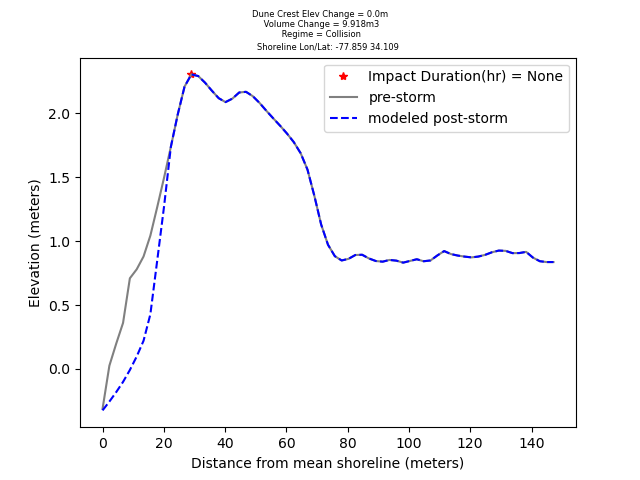 Dune Crest Elev Change = 0.0m
Volume Change = 9.918m3
Regime = Collision
Shoreline Lon/Lat: -77.859 34.109
Impact Duration(hr) = None
pre-storm
modeled post-storm
2.0
1.5
1.0
0.5
0.0
Elevation (meters)
0 20 40 60 80 100 120 140
Distance from mean shoreline (meters)